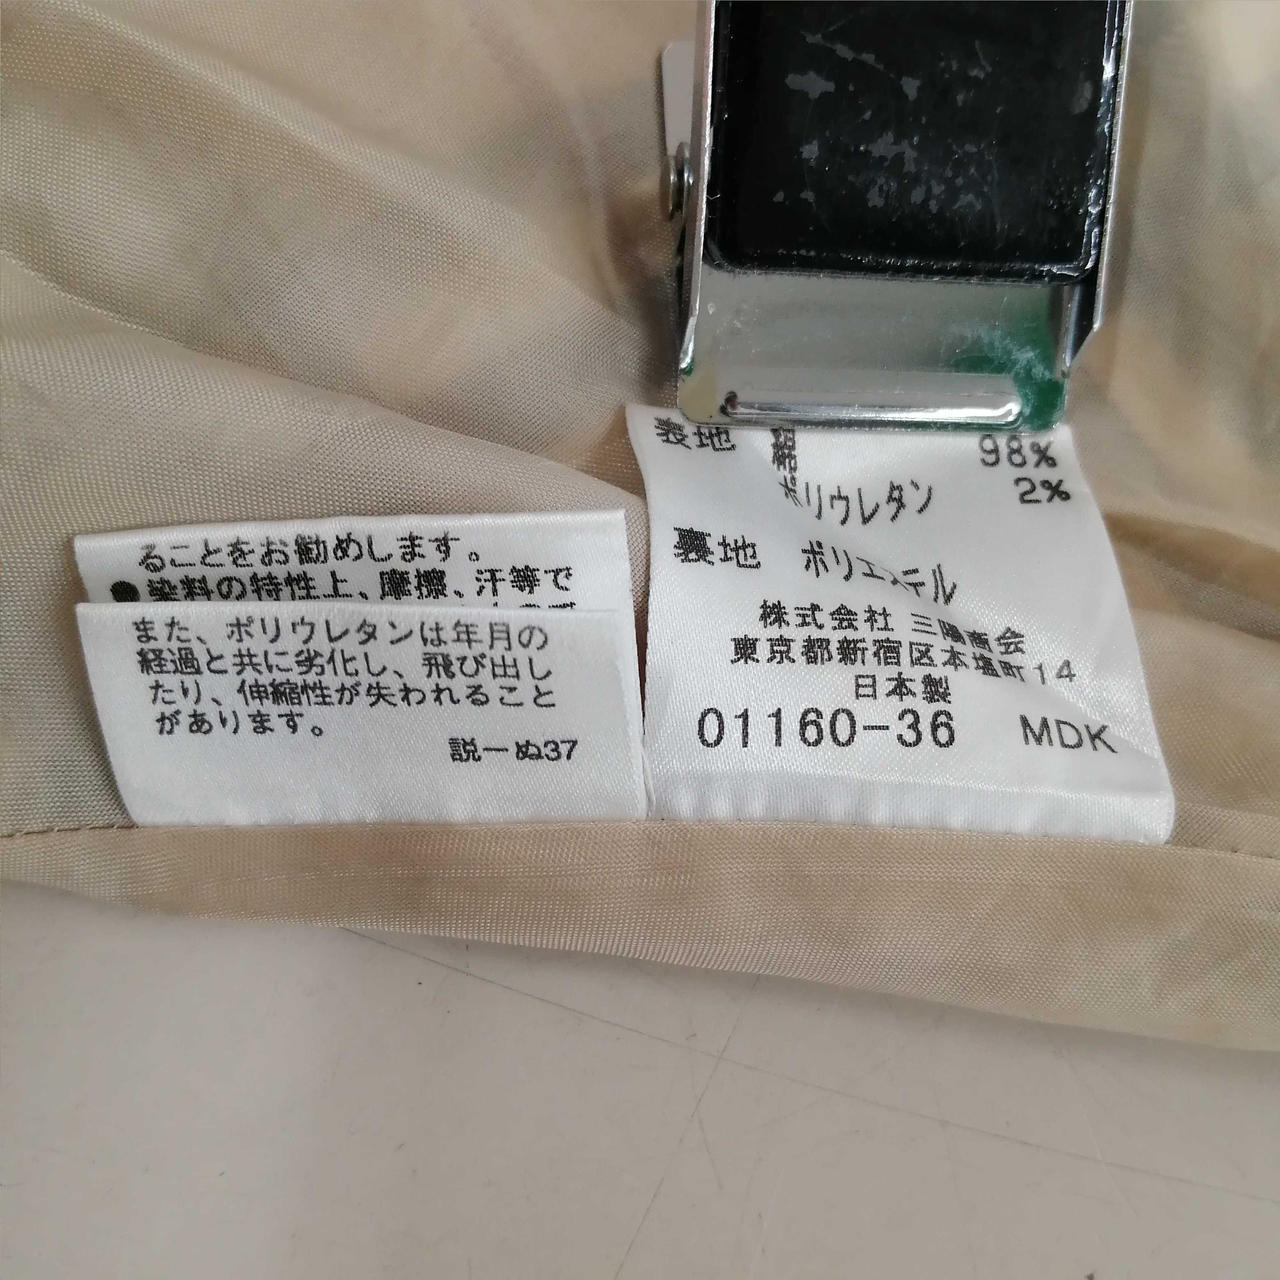 ることをお勧めします。
●染料の特性上、摩擦、汗等で
また、ポリウレタンは年月の
経過と共に劣化し、飛び出し
たり、伸縮性が失われること
があります。
説ーぬ37
表地 98%
ポリウレタン 2%
裏地 ポリエステル
株式会社 三陽商会
東京都新宿区本塩町14
日本製
01160-36 MDK